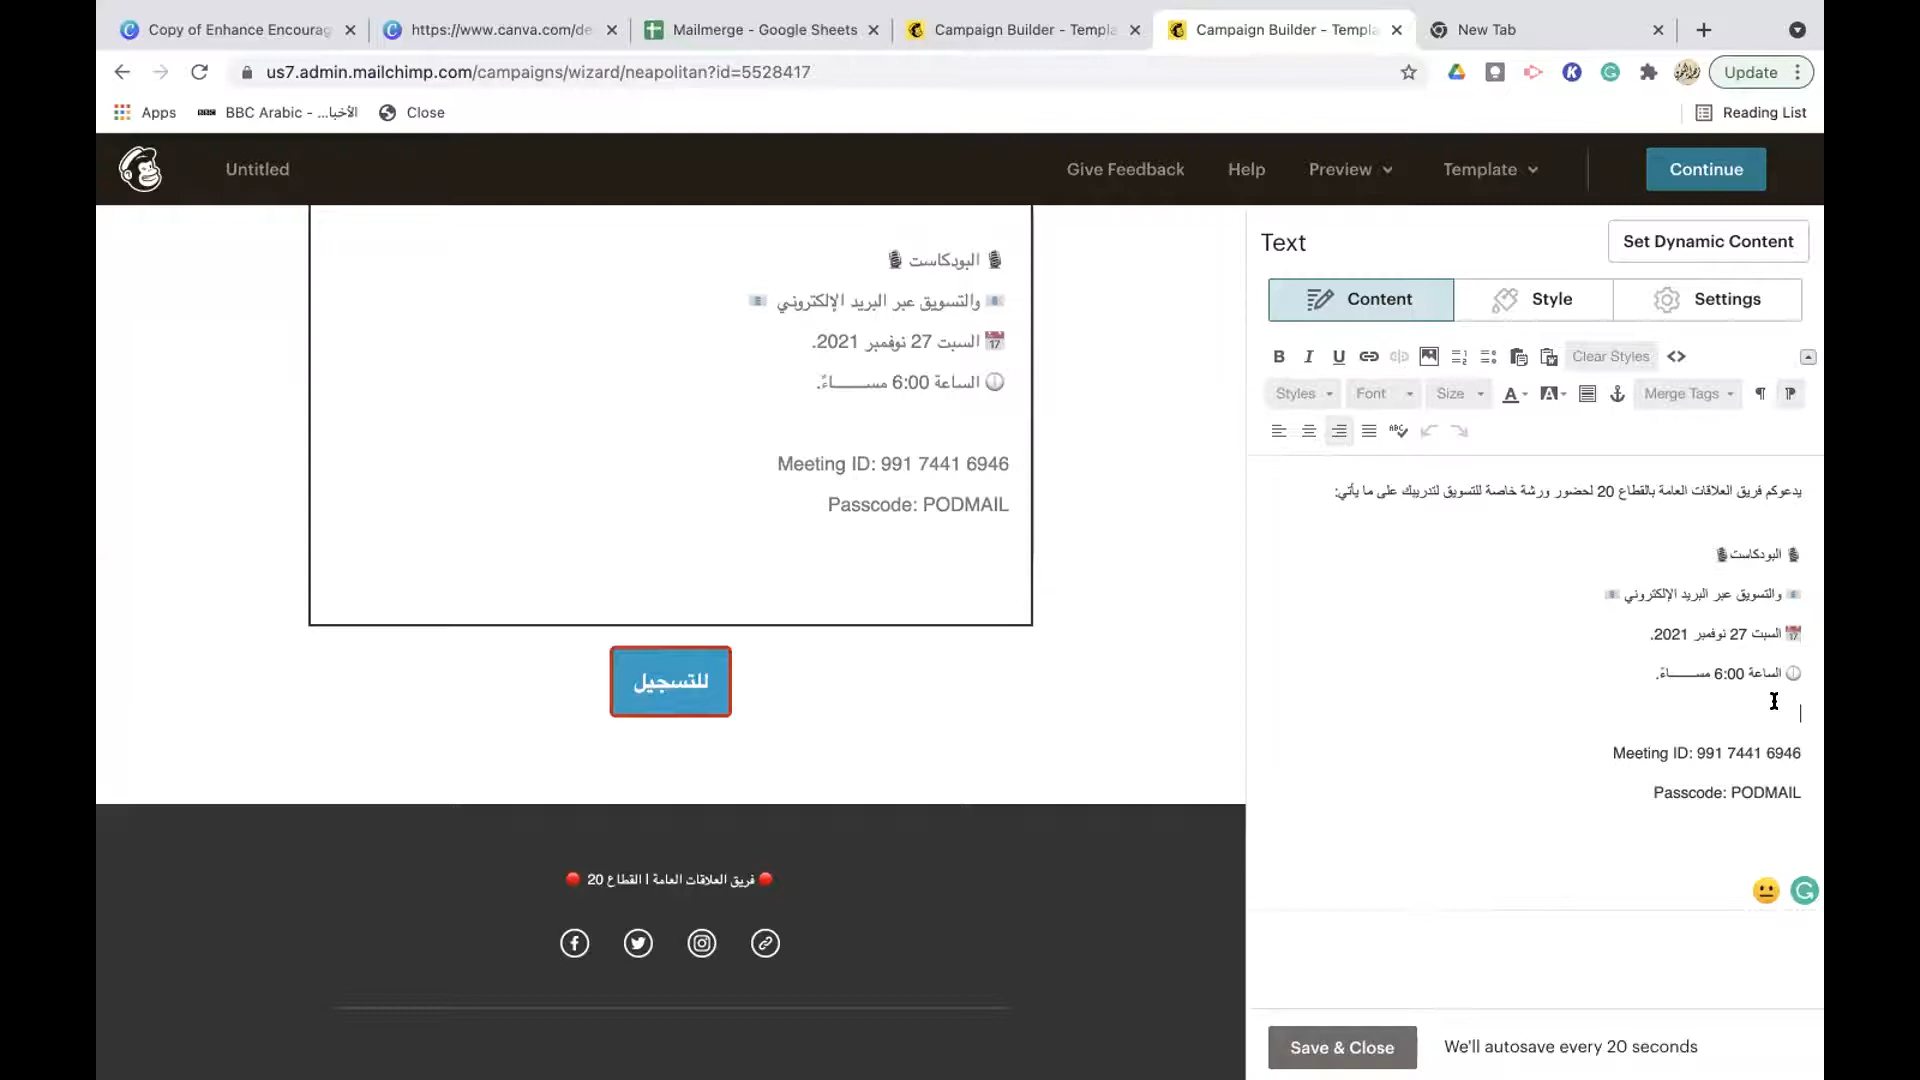 Copy of Enhance Encourag
https://www.canva.com/de
Mailmerge - Google Sheets
Campaign Builder - Templa
Campaign Builder - Templa
New Tab
us7.admin.mailchimp.com/campaigns/wizard/neapolitan?id=5528417
Update
Apps
BBC Arabic - ...الأخبا
Close
Reading List
Untitled
Give Feedback
Help
Preview
Template
Continue
البودكاست
والتسويق عبر البريد الإلكتروني
السبت 27 نوفمبر 2021.
الساعة 6:00 مســــــاءً.
Meeting ID: 991 7441 6946
Passcode: PODMAIL
للتسجيل
فريق العلاقات العامة | القطاع 20
Text
Set Dynamic Content
Content
Style
Settings
B I U
Clear Styles
Styles
Font
Size
A
A
Merge Tags
ABC
يدعوكم فريق العلاقات العامة بالقطاع 20 لحضور ورشة خاصة للتسويق لتدريبك على ما يأتي:
البودكاست
والتسويق عبر البريد الإلكتروني
السبت 27 نوفمبر 2021.
الساعة 6:00 مســــــاءً.
Meeting ID: 991 7441 6946
Passcode: PODMAIL
Save & Close
We'll autosave every 20 seconds